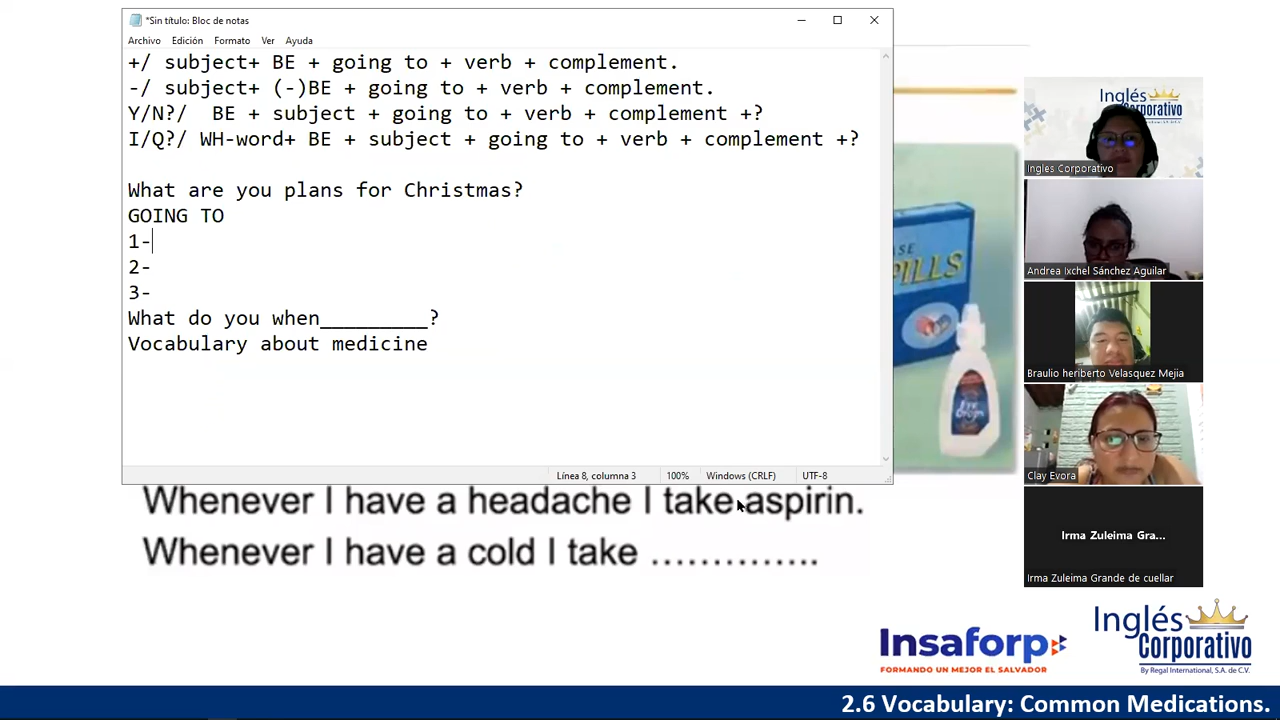 *Sin título: Bloc de notas
Archivo Edición Formato Ver Ayuda
+/ subject+ BE + going to + verb + complement.
-/ subject+ (-)BE + going to + verb + complement.
Y/N?/ BE + subject + going to + verb + complement +?
I/Q?/ WH-word+ BE + subject + going to + verb + complement +?
What are you plans for Christmas?
GOING TO
1-
2-
3-
What do you when_________?
Vocabulary about medicine
Línea 8, columna 3 100% Windows (CRLF) UTF-8
PILLS
Eye
Drops
Whenever I have a headache I take aspirin.
Whenever I have a cold I take …………..
Inglés
Corporativo
Ingles Corporativo
Andrea Ixchel Sánchez Aguilar
Braulio heriberto Velasquez Mejia
Clay Evora
Irma Zuleima Gra...
Irma Zuleima Grande de cuellar
Insaforp
FORMANDO UN MEJOR EL SALVADOR
Inglés
Corporativo
By Regal International, S.A. de C.V.
2.6 Vocabulary: Common Medications.